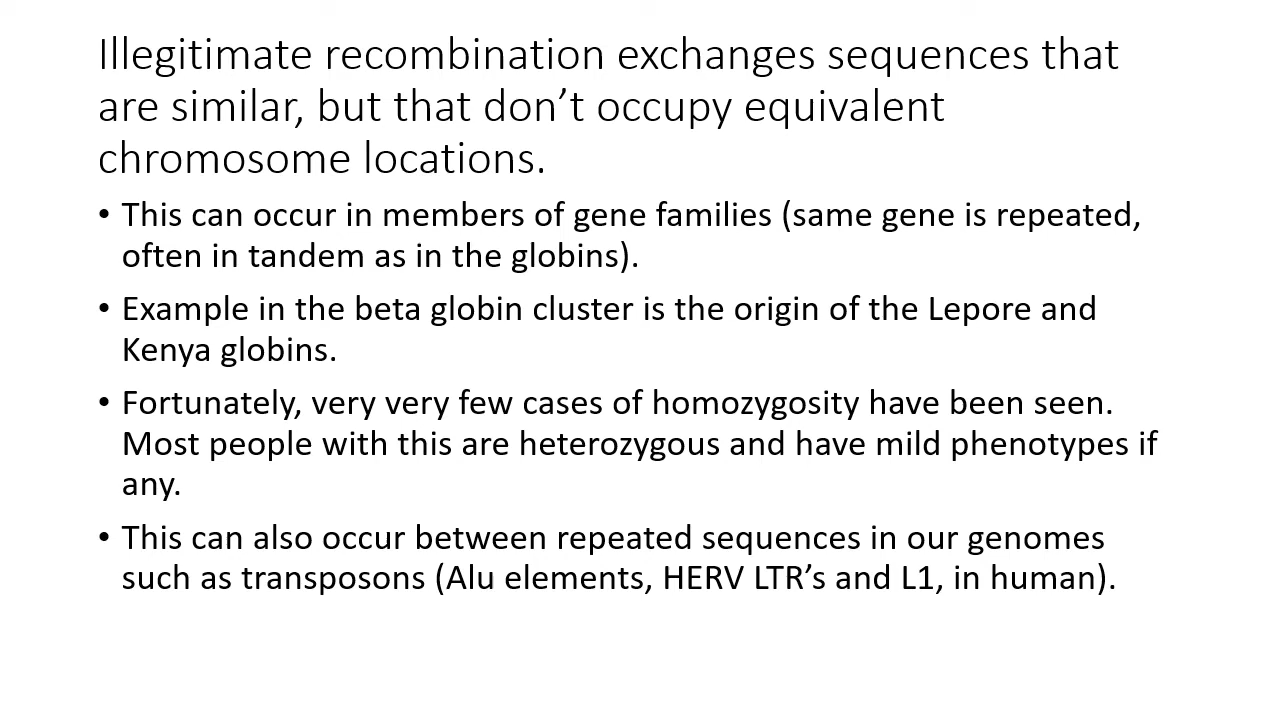 Illegitimate recombination exchanges sequences that
are similar, but that don’t occupy equivalent
chromosome locations.
• This can occur in members of gene families (same gene is repeated,
often in tandem as in the globins).
• Example in the beta globin cluster is the origin of the Lepore and
Kenya globins.
• Fortunately, very very few cases of homozygosity have been seen.
Most people with this are heterozygous and have mild phenotypes if
any.
• This can also occur between repeated sequences in our genomes
such as transposons (Alu elements, HERV LTR’s and L1, in human).